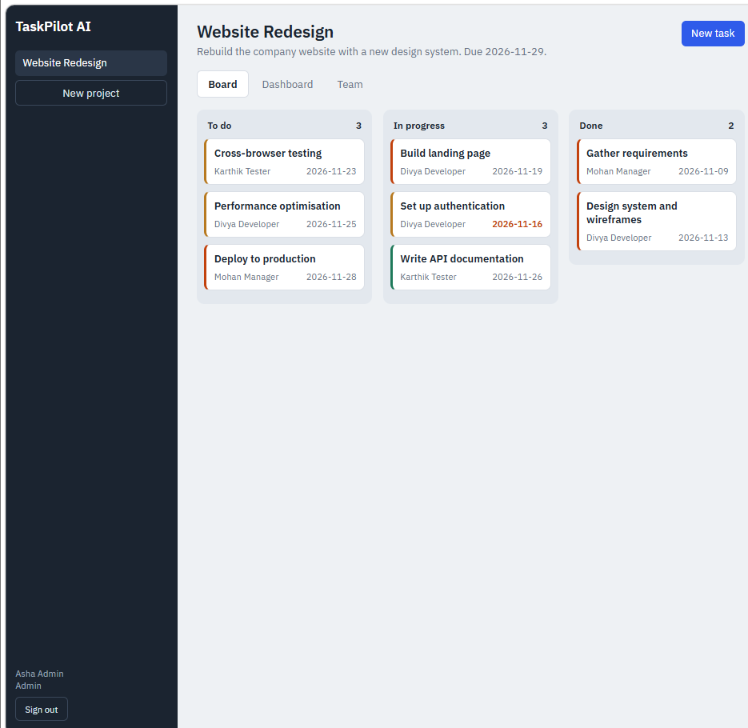 TaskPilot AI
Website Redesign
New project
Asha Admin
Admin
Sign out
Website Redesign
Rebuild the company website with a new design system. Due 2026-11-29.
New task
Board Dashboard Team
To do 3
Cross-browser testing
Karthik Tester 2026-11-23
Performance optimisation
Divya Developer 2026-11-25
Deploy to production
Mohan Manager 2026-11-28
In progress 3
Build landing page
Divya Developer 2026-11-19
Set up authentication
Divya Developer 2026-11-16
Write API documentation
Karthik Tester 2026-11-26
Done 2
Gather requirements
Mohan Manager 2026-11-09
Design system and
wireframes
Divya Developer 2026-11-13